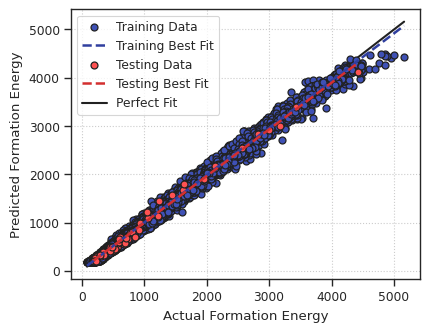 Training Data
Training Best Fit
Testing Data
Testing Best Fit
Perfect Fit
Predicted Formation Energy
5000
4000
3000
2000
1000
0
0 1000 2000 3000 4000 5000
Actual Formation Energy